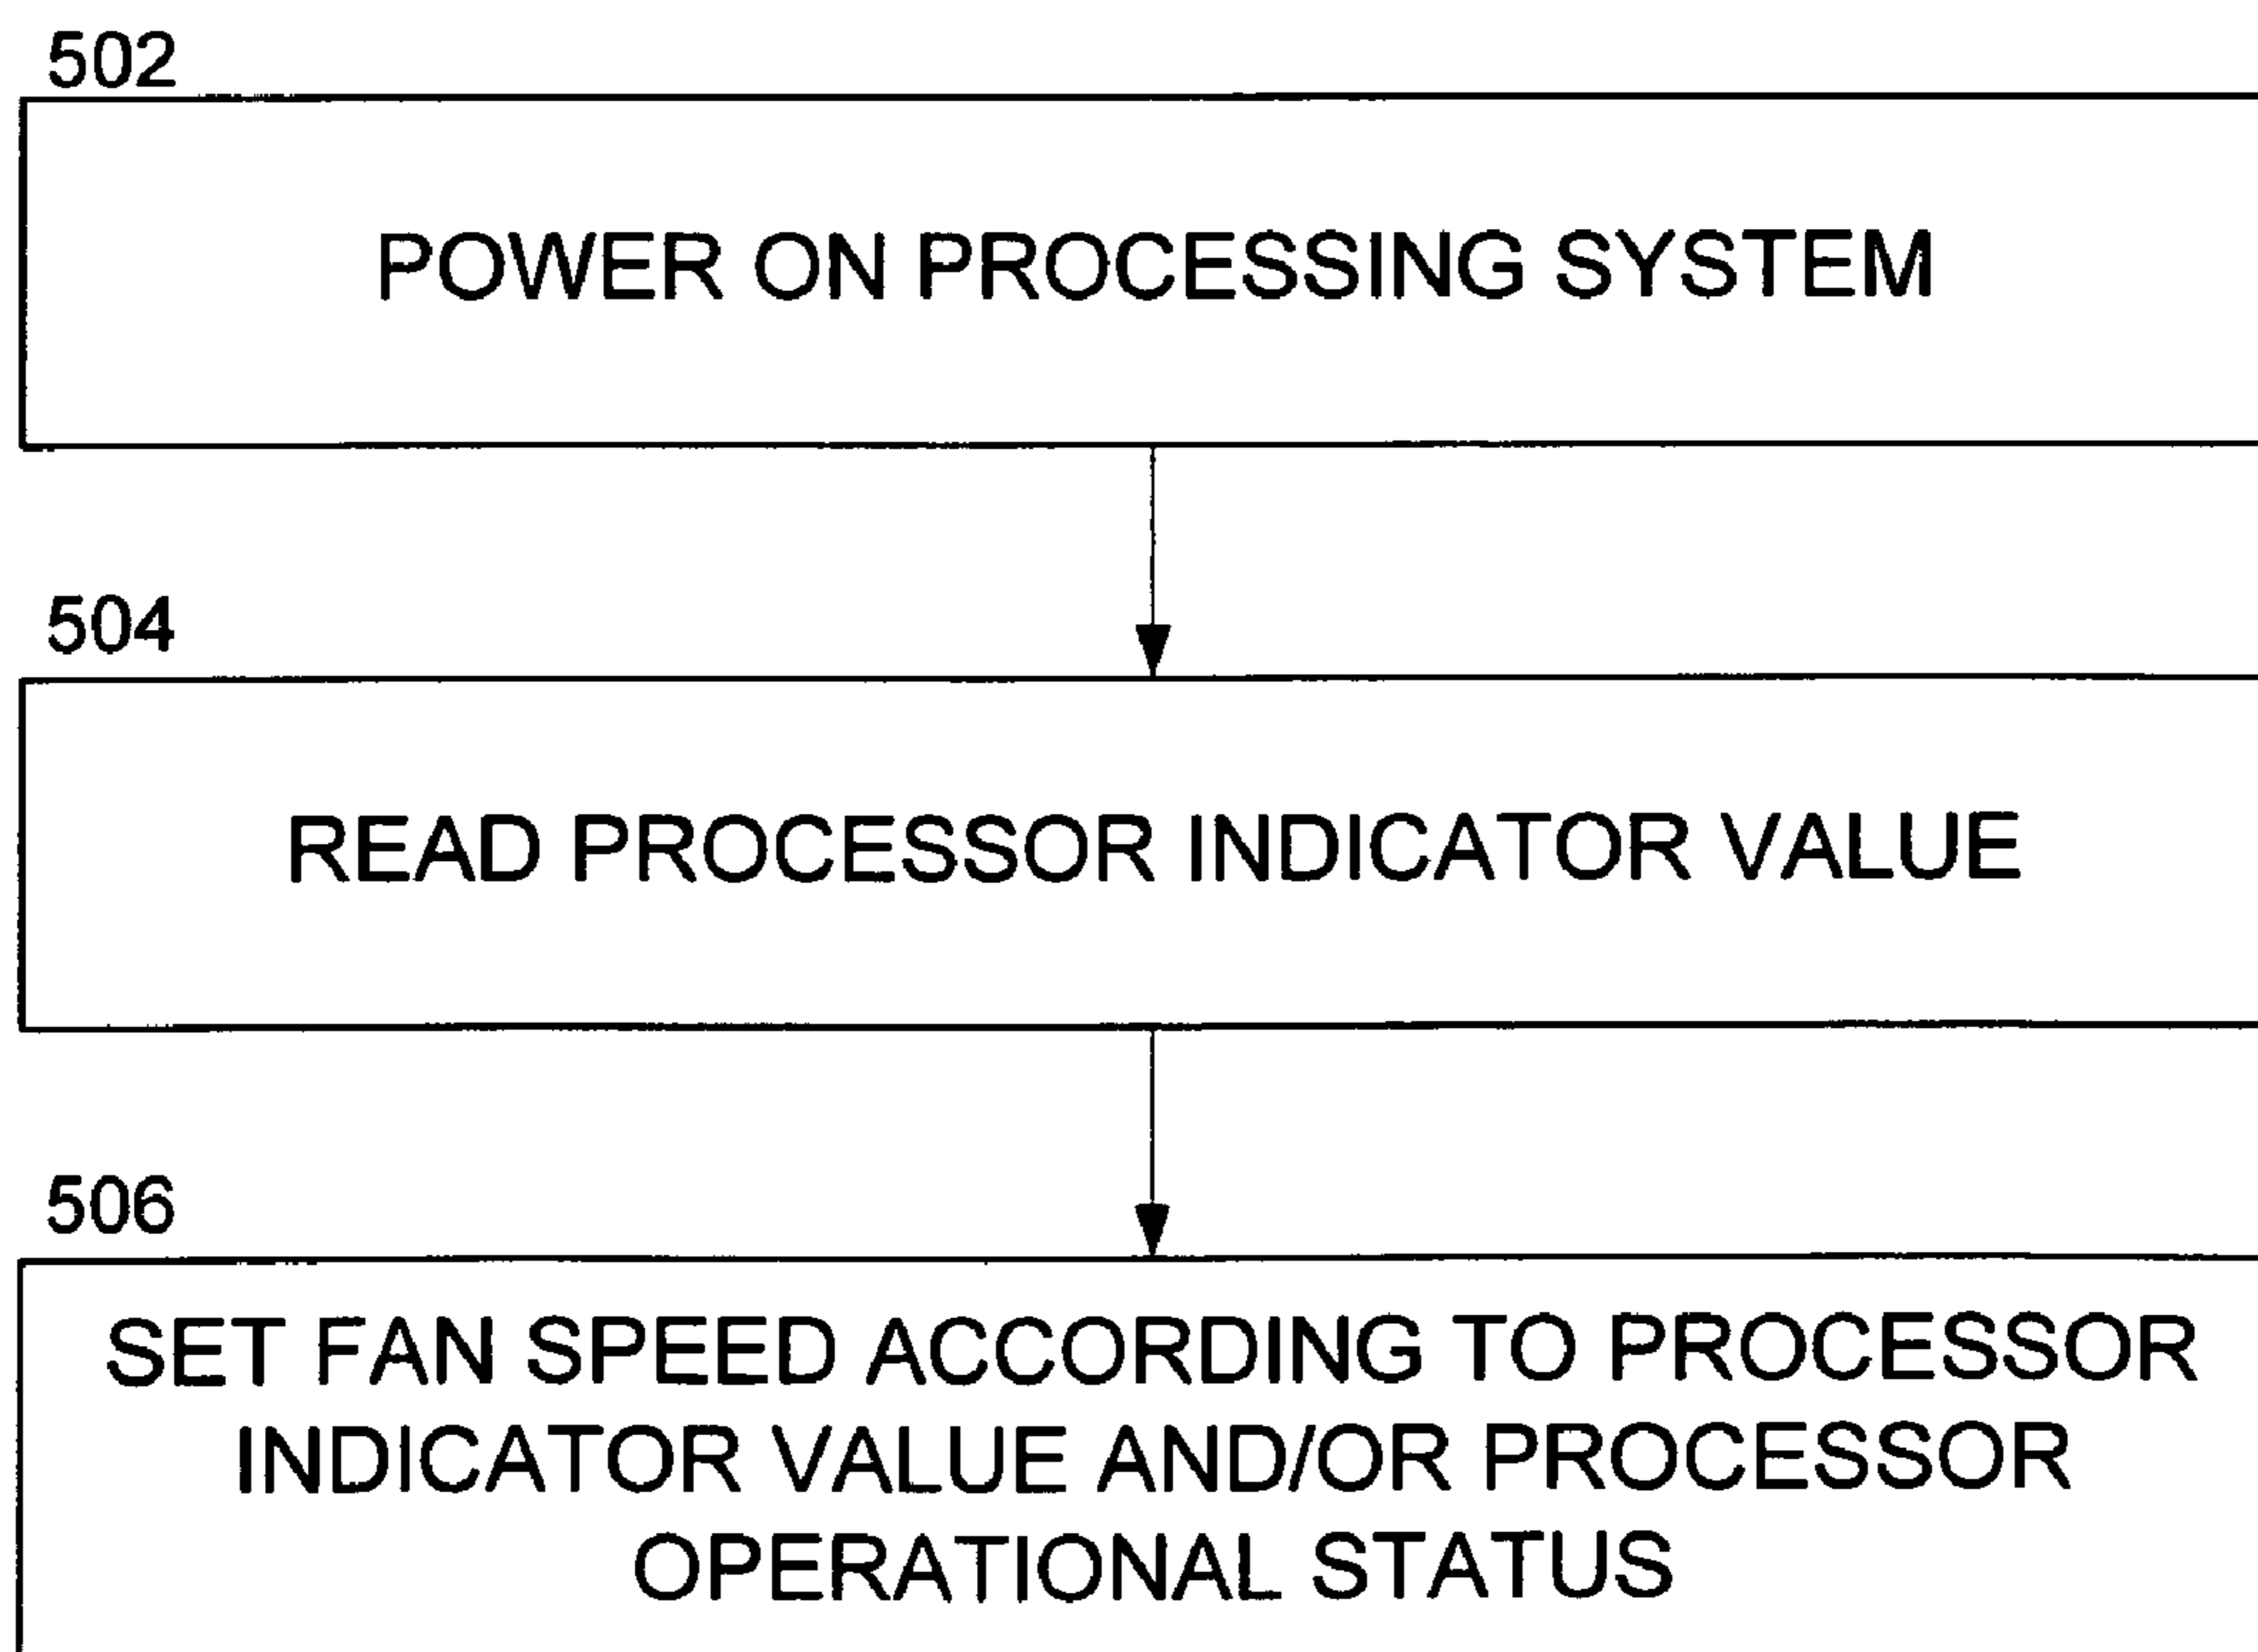 502
POWER ON PROCESSING SYSTEM
504
READ PROCESSOR INDICATOR VALUE
506
SET FAN SPEED ACCORDING TO PROCESSOR
INDICATOR VALUE AND/OR PROCESSOR
OPERATIONAL STATUS